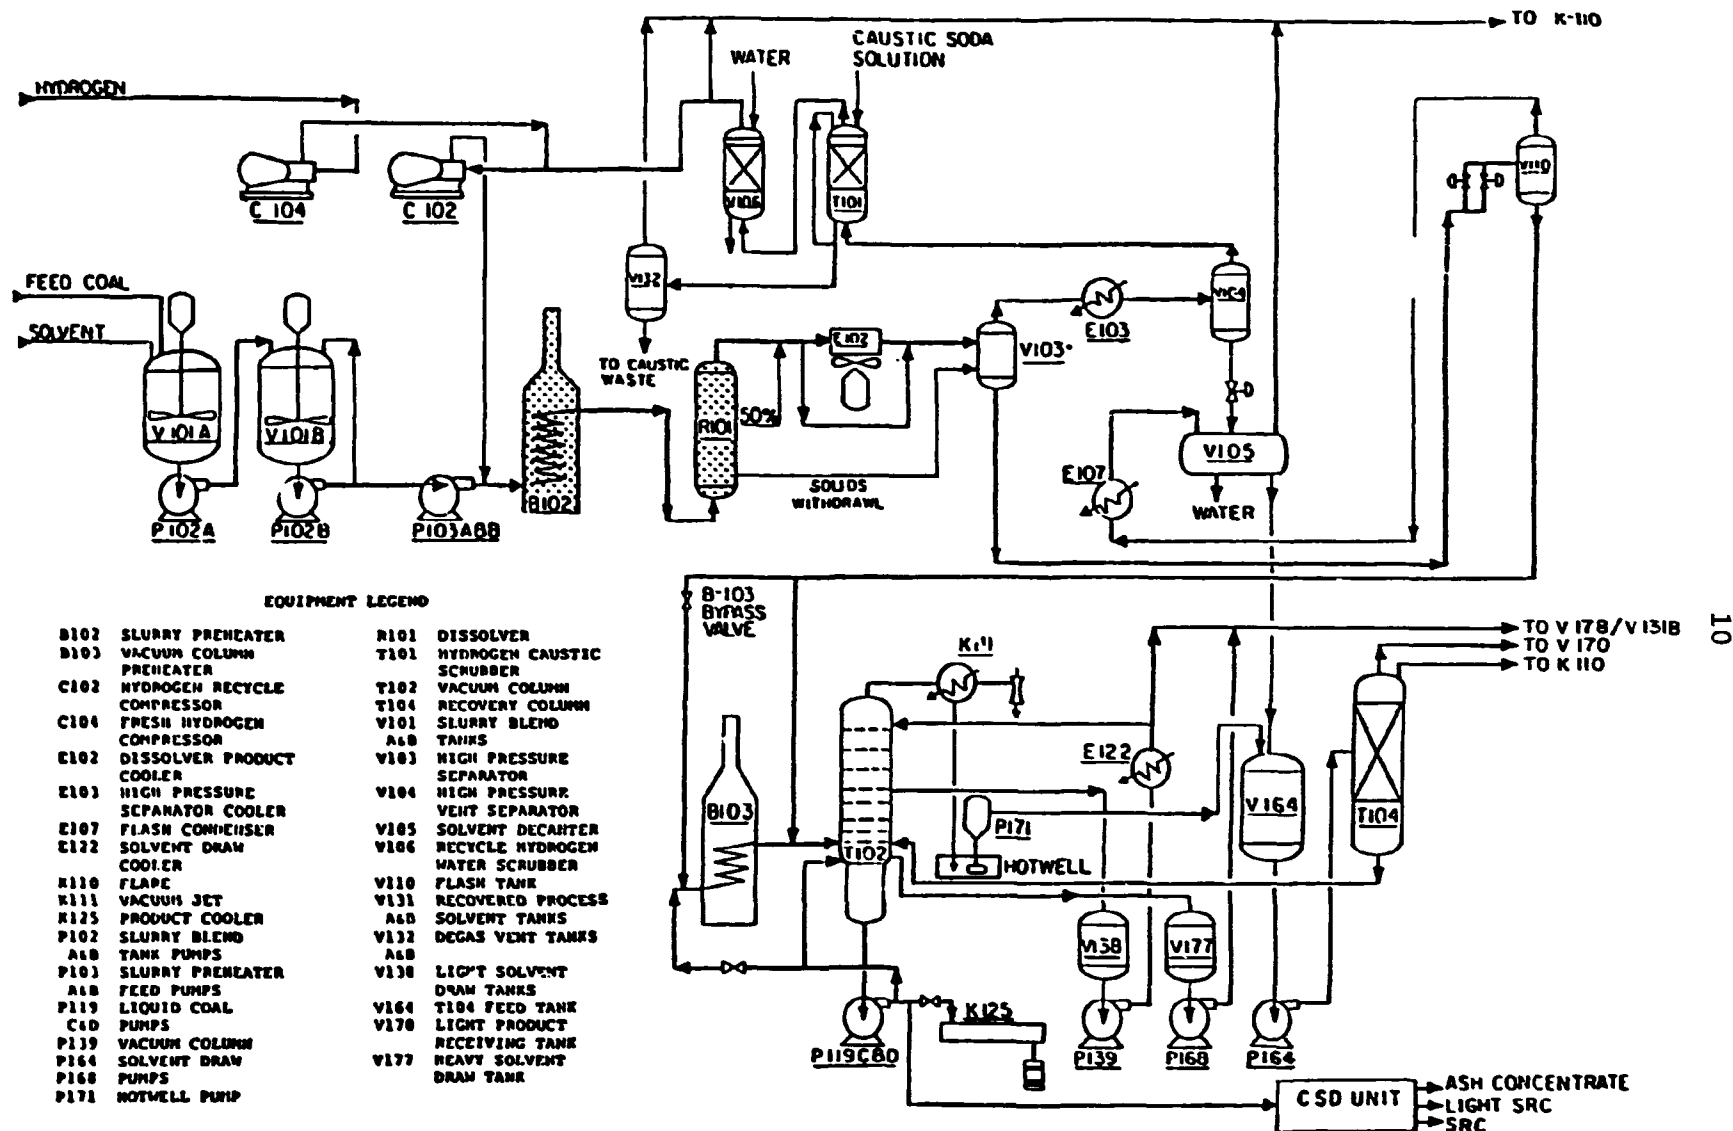 TO K-110
CAUSTIC SODA
SOLUTION
WATER
HYDROGEN
V110
C 104
C 102
V106
T101
FEED COAL
SOLVENT
V132
E103
V104
TO CAUSTIC
WASTE
E102
V103
V101A
V101B
B102
R101
50%
V105
E107
SOLIDS
WITHDRAWL
WATER
P102A
P102B
P103A&B
EQUIPMENT LEGEND
B102 SLURRY PREHEATER
B103 VACUUM COLUMN
PREHEATER
C102 HYDROGEN RECYCLE
COMPRESSOR
C104 FRESH HYDROGEN
COMPRESSOR
E102 DISSOLVER PRODUCT
COOLER
E103 HIGH PRESSURE
SEPARATOR COOLER
E107 FLASH CONDENSER
E122 SOLVENT DRAW
COOLER
K110 FLARE
K111 VACUUM JET
K125 PRODUCT COOLER
P102 SLURRY BLEND
A&B TANK PUMPS
P103 SLURRY PREHEATER
A&B FEED PUMPS
P119 LIQUID COAL
C&D PUMPS
P139 VACUUM COLUMN
P164 SOLVENT DRAW
P168 PUMPS
P171 HOTWELL PUMP
R101 DISSOLVER
T101 HYDROGEN CAUSTIC
SCRUBBER
T102 VACUUM COLUMN
T104 RECOVERY COLUMN
V101 SLURRY BLEND
A&B TANKS
V103 HIGH PRESSURE
SEPARATOR
V104 HIGH PRESSURE
VENT SEPARATOR
V105 SOLVENT DECANTER
V106 RECYCLE HYDROGEN
WATER SCRUBBER
V110 FLASH TANK
V131 RECOVERED PROCESS
A&B SOLVENT TANKS
V132 DEGAS VENT TANKS
A&B
V138 LIGHT SOLVENT
DRAW TANKS
V164 T104 FEED TANK
V170 LIGHT PRODUCT
RECEIVING TANK
V177 HEAVY SOLVENT
DRAW TANK
B-103
BYPASS
VALVE
K111
TO V 178/V 131B
TO V 170
TO K 110
E122
B103
P171
V164
T104
T102
HOTWELL
V138
V177
K125
P119C&D
P139
P168
P164
CSD UNIT
ASH CONCENTRATE
LIGHT SRC
SRC
10